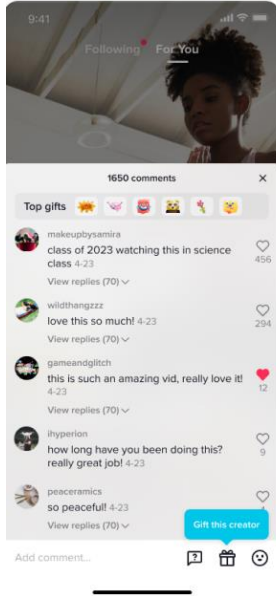 9:41
Following For You
1650 comments
Top gifts
makeupbysamira
class of 2023 watching this in science
class 4-23
456
View replies (70)
wildthangzzz
love this so much! 4-23
294
View replies (70)
gameandglitch
this is such an amazing vid, really love it!
4-23
12
View replies (70)
ihyperion
how long have you been doing this?
really great job! 4-23
9
peaceramics
so peaceful! 4-23
View replies (70)
Gift this creator
Add comment...